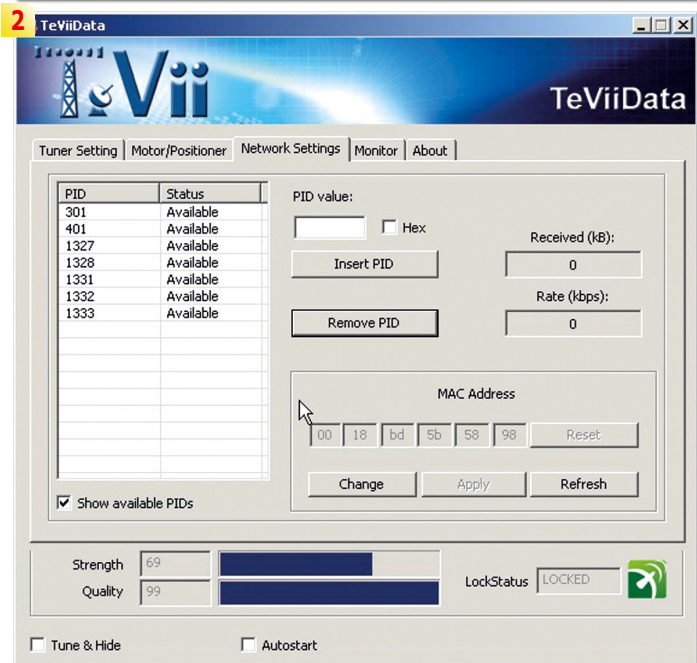 2
TeViiData
TeVii
TeViiData
Tuner Setting Motor/Positioner Network Settings Monitor About
PID Status
301 Available
401 Available
1327 Available
1328 Available
1331 Available
1332 Available
1333 Available
Show available PIDs
PID value:
Hex
Insert PID
Remove PID
Received (kB):
0
Rate (kbps):
0
MAC Address
00 18 bd 5b 58 98 Reset
Change Apply Refresh
Strength 69
Quality 99
LockStatus LOCKED
Tune & Hide Autostart